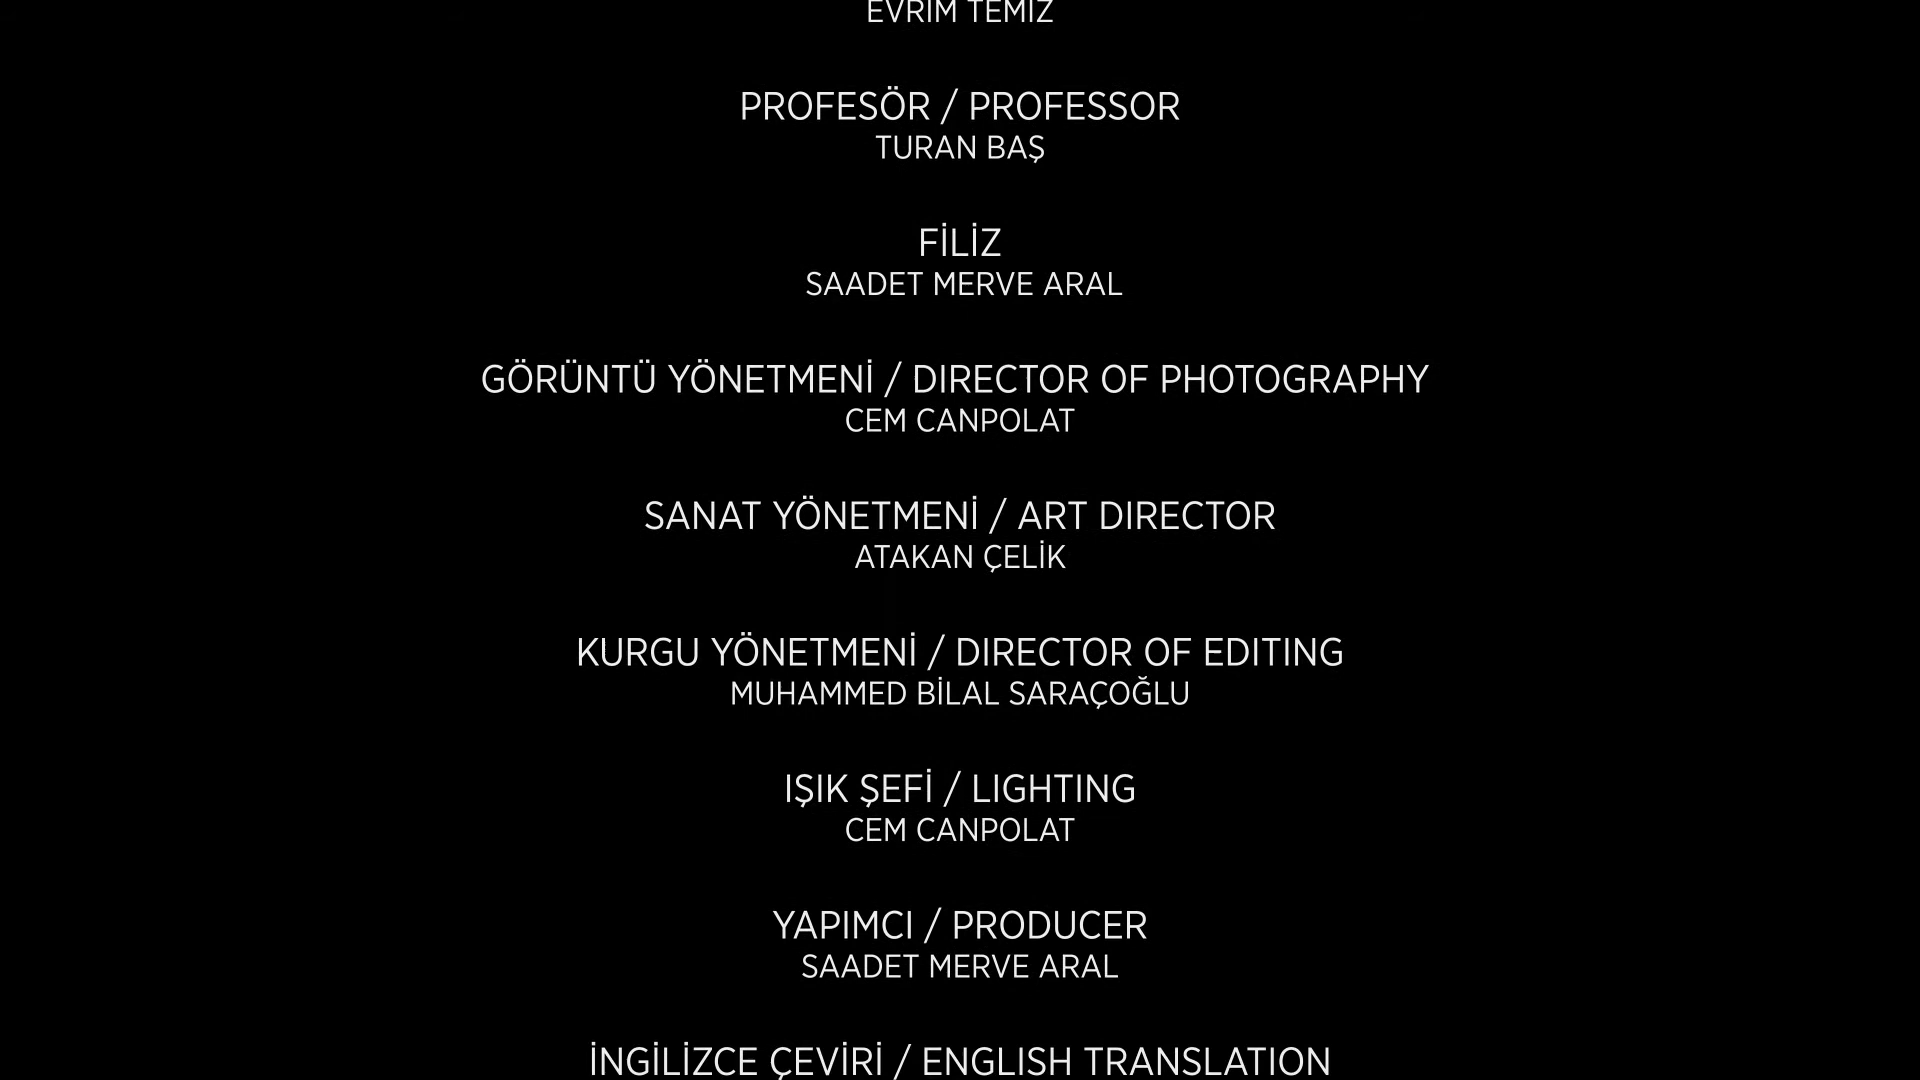 EVRİM TEMİZ
PROFESÖR / PROFESSOR
TURAN BAŞ
FİLİZ
SAADET MERVE ARAL
GÖRÜNTÜ YÖNETMENİ / DIRECTOR OF PHOTOGRAPHY
CEM CANPOLAT
SANAT YÖNETMENİ / ART DIRECTOR
ATAKAN ÇELİK
KURGU YÖNETMENİ / DIRECTOR OF EDITING
MUHAMMED BİLAL SARAÇOĞLU
IŞIK ŞEFİ / LIGHTING
CEM CANPOLAT
YAPIMCI / PRODUCER
SAADET MERVE ARAL
İNGİLİZCE ÇEVİRİ / ENGLISH TRANSLATION